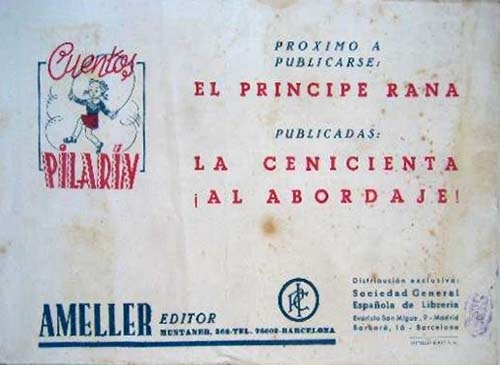 Cuentos
PILARÍN
PROXIMO A
PUBLICARSE:
EL PRINCIPE RANA
PUBLICADAS:
LA CENICIENTA
¡AL ABORDAJE!
AMELLER EDITOR
MUNTANER, 262-TEL. 76602-BARCELONA
Distribución exclusiva:
Sociedad General
Española de Librería
Evaristo San Miguel, 9 - Madrid
Barbará, 16 - Barcelona